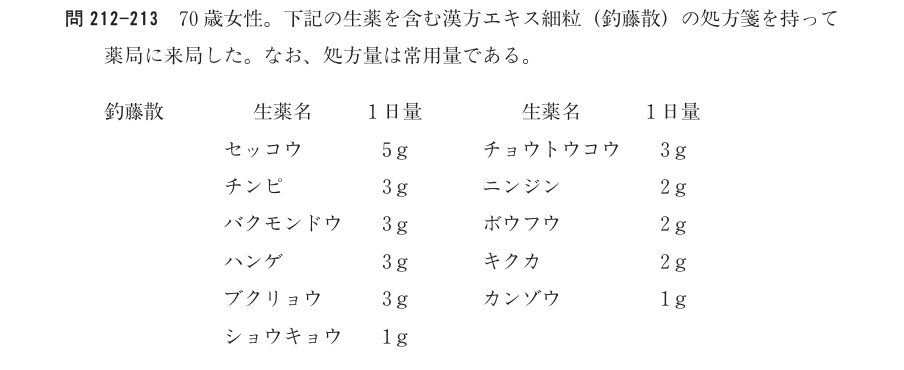 問 212-213　70 歳女性。下記の生薬を含む漢方エキス細粒（釣藤散）の処方箋を持って
薬局に来局した。なお、処方量は常用量である。
釣藤散　生薬名　1日量　生薬名　1日量
セッコウ　5g　チョウトウコウ　3g
チンピ　3g　ニンジン　2g
バクモンドウ　3g　ボウフウ　2g
ハンゲ　3g　キクカ　2g
ブクリョウ　3g　カンゾウ　1g
ショウキョウ　1g